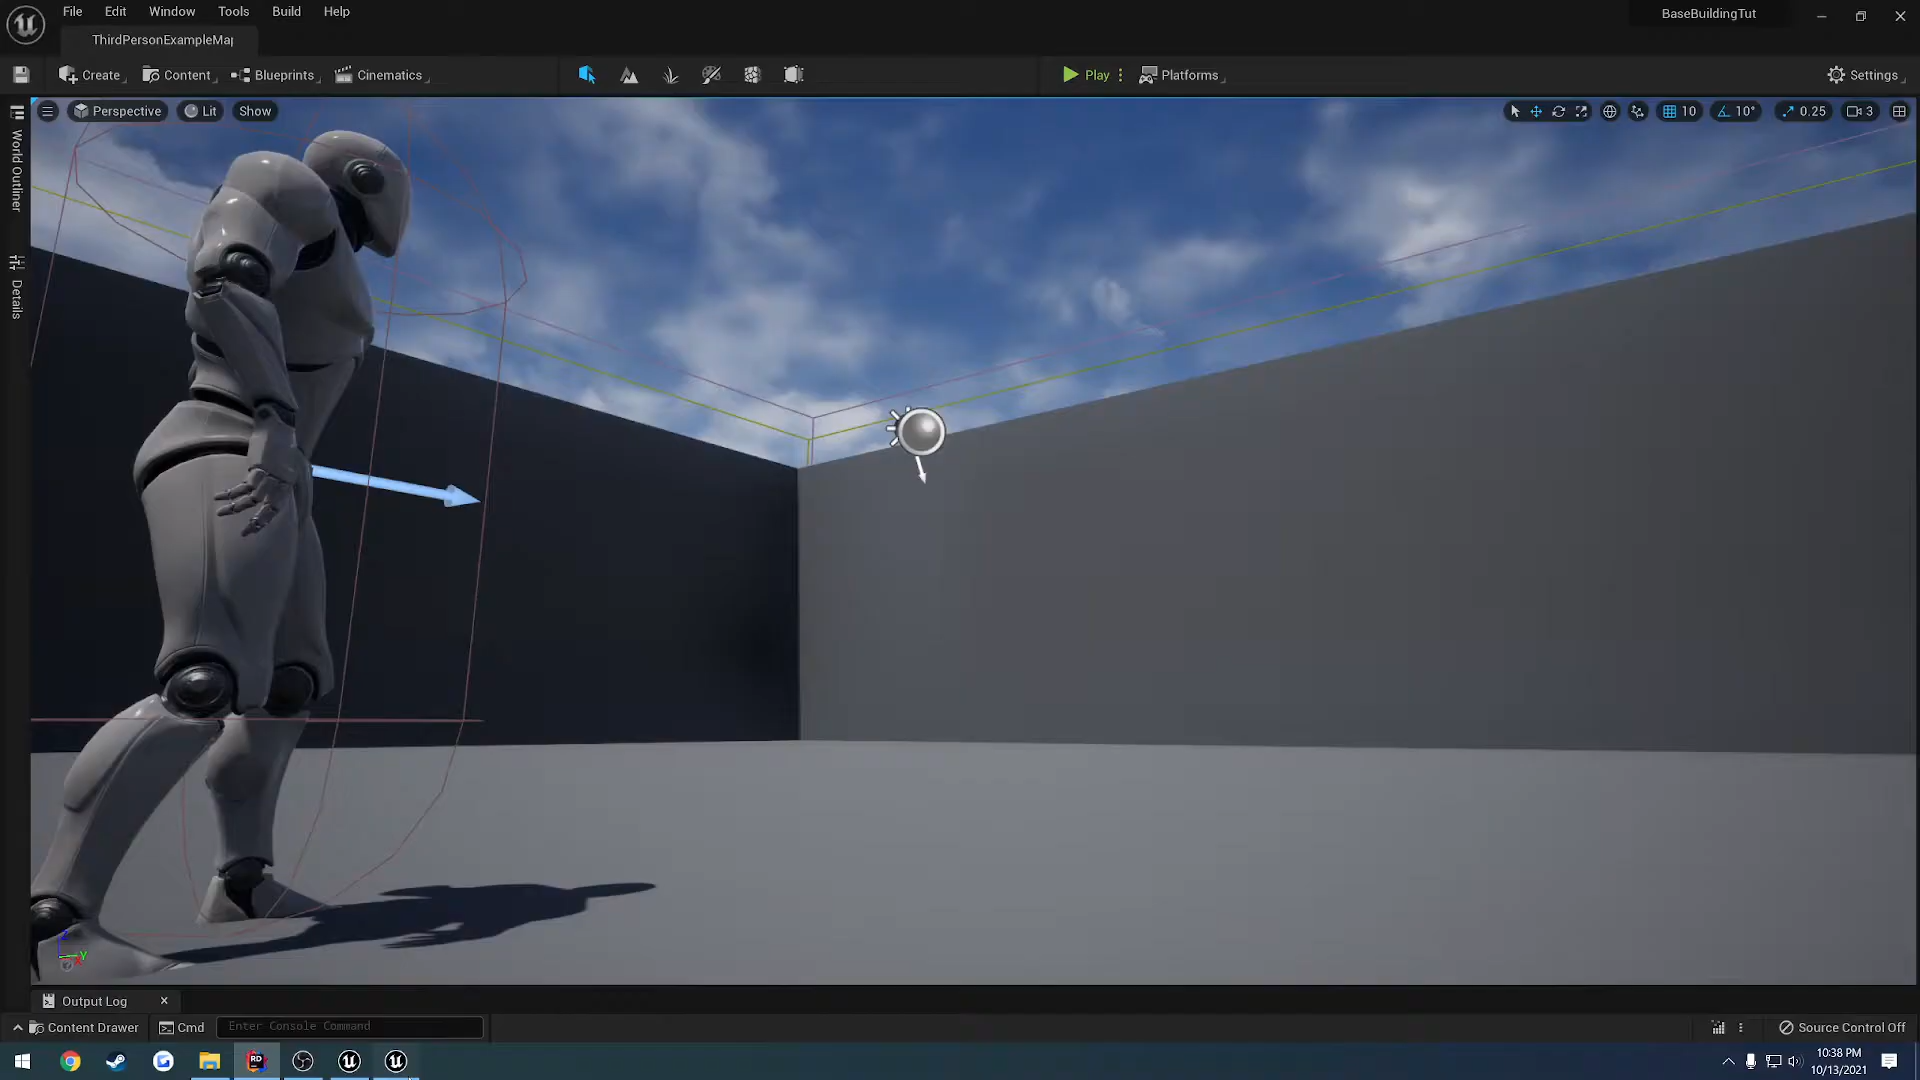 File Edit Window Tools Build Help
BaseBuildingTut
ThirdPersonExampleMap
Create Content Blueprints Cinematics Play Platforms Settings
Perspective Lit Show 10 10° 0.25 3
World Outliner
Details
Z
Y
X
Output Log
Content Drawer Cmd Enter Console Command Source Control Off
RD
10:38 PM
10/13/2021